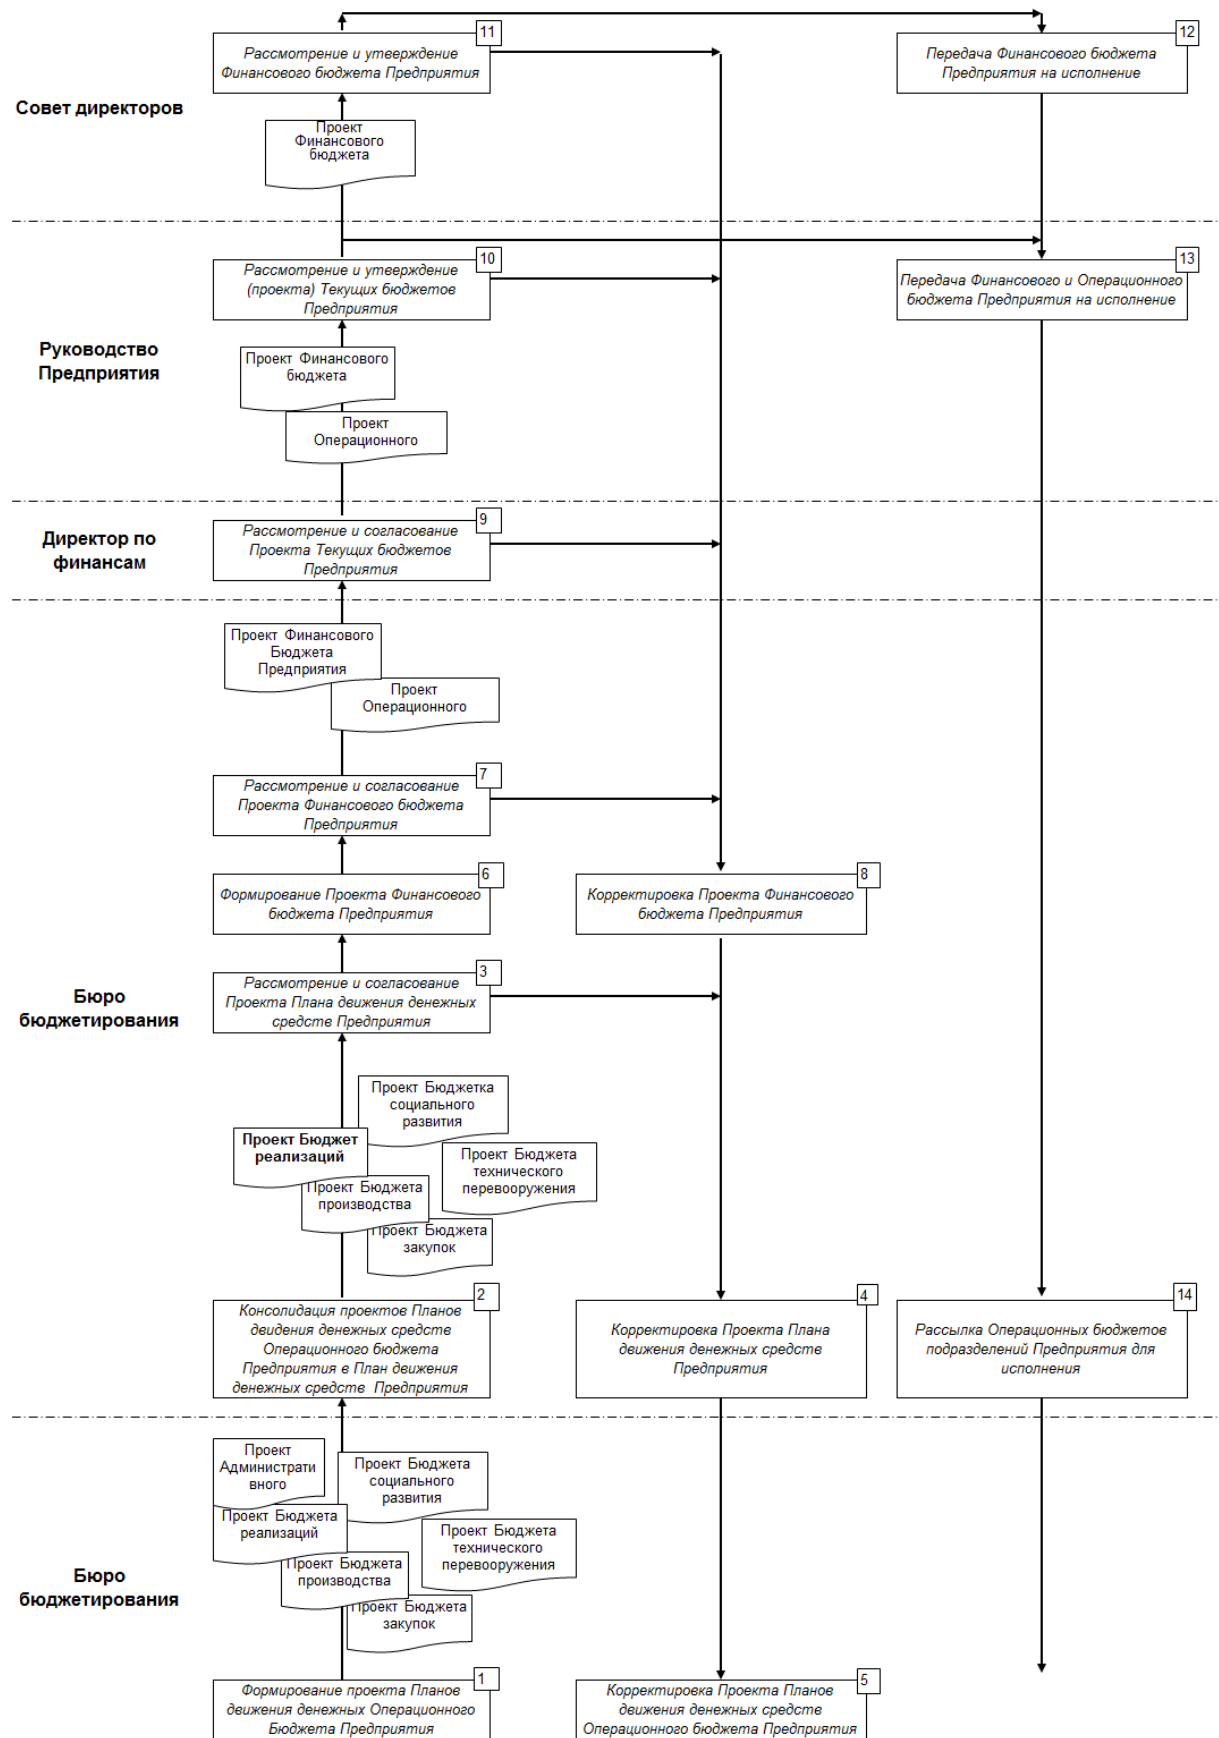 11
Рассмотрение и утверждение
Финансового бюджета Предприятия
12
Передача Финансового бюджета
Предприятия на исполнение
Совет директоров
Проект
Финансового
бюджета
10
Рассмотрение и утверждение
(проекта) Текущих бюджетов
Предприятия
13
Передача Финансового и Операционного
бюджета Предприятия на исполнение
Руководство
Предприятия
Проект Финансового
бюджета
Проект
Операционного
Директор по
финансам
9
Рассмотрение и согласование
Проекта Текущих бюджетов
Предприятия
Проект Финансового
Бюджета
Предприятия
Проект
Операционного
7
Рассмотрение и согласование
Проекта Финансового бюджета
Предприятия
6
Формирование Проекта Финансового
бюджета Предприятия
8
Корректировка Проекта Финансового
бюджета Предприятия
Бюро
бюджетирования
3
Рассмотрение и согласование
Проекта Плана движения денежных
средств Предприятия
Проект Бюджетка
социального
развития
Проект Бюджет
реализаций
Проект Бюджета
технического
перевооружения
Проект Бюджета
производства
Проект Бюджета
закупок
2
Консолидация проектов Планов
двидения денежных средств
Операционного бюджета
Предприятия в План движения
денежных средств Предприятия
4
Корректировка Проекта Плана
движения денежных средств
Предприятия
14
Рассылка Операционных бюджетов
подразделений Предприятия для
исполнения
Бюро
бюджетирования
Проект
Административного
Проект Бюджета
социального
развития
Проект Бюджета
реализаций
Проект Бюджета
технического
перевооружения
Проект Бюджета
производства
Проект Бюджета
закупок
1
Формирование проекта Планов
движения денежных Операционного
Бюджета Предприятия
5
Корректировка Проекта Планов
движения денежных средств
Операционного бюджета Предприятия